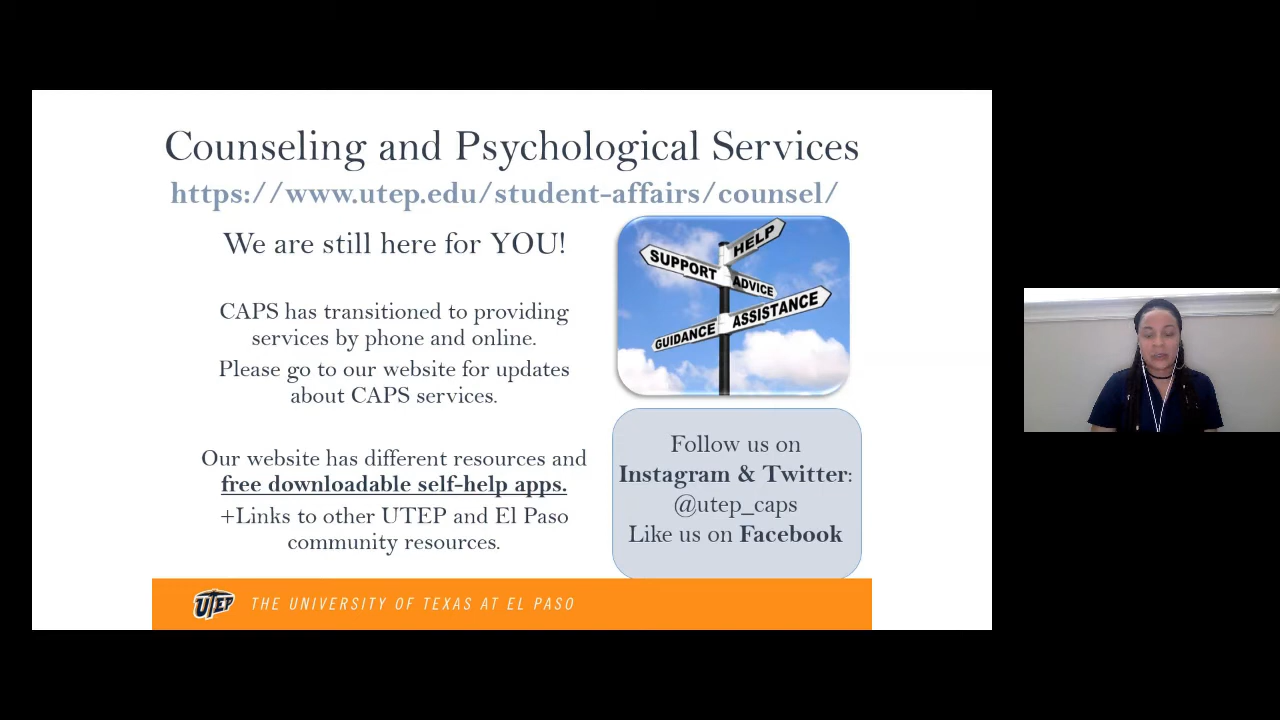 Counseling and Psychological Services
https://www.utep.edu/student-affairs/counsel/
We are still here for YOU!
CAPS has transitioned to providing
services by phone and online.
Please go to our website for updates
about CAPS services.
Our website has different resources and
free downloadable self-help apps.
+Links to other UTEP and El Paso
community resources.
HELP
SUPPORT
ADVICE
ASSISTANCE
GUIDANCE
Follow us on
Instagram & Twitter:
@utep_caps
Like us on Facebook
UTEP
THE UNIVERSITY OF TEXAS AT EL PASO